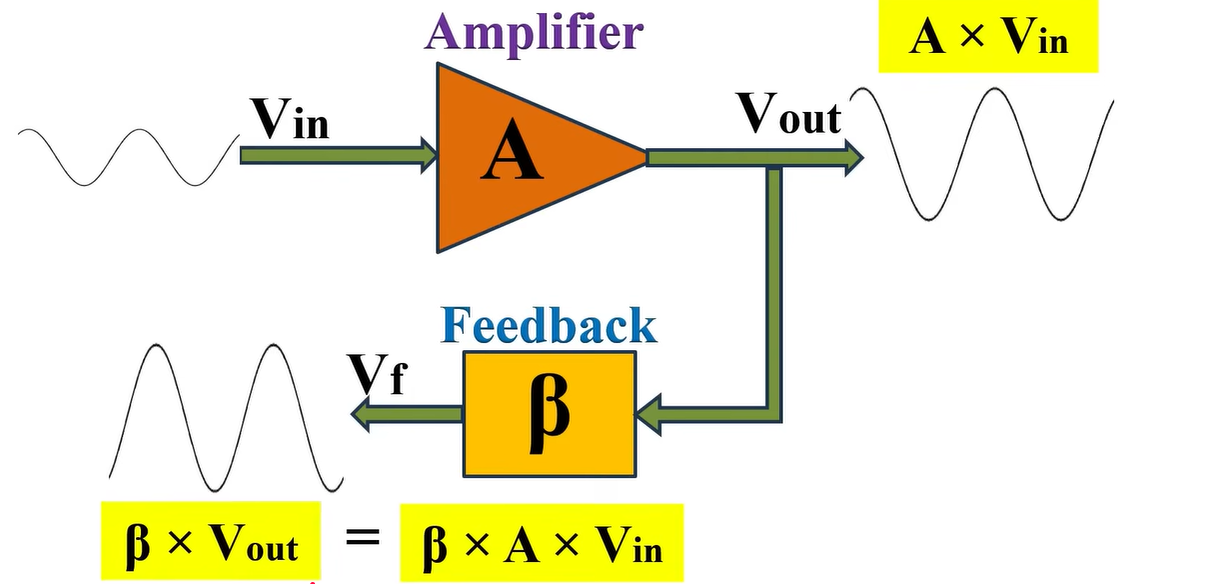 Amplifier
A × Vin
Vin
A
Vout
Feedback
Vf
β
β × Vout = β × A × Vin